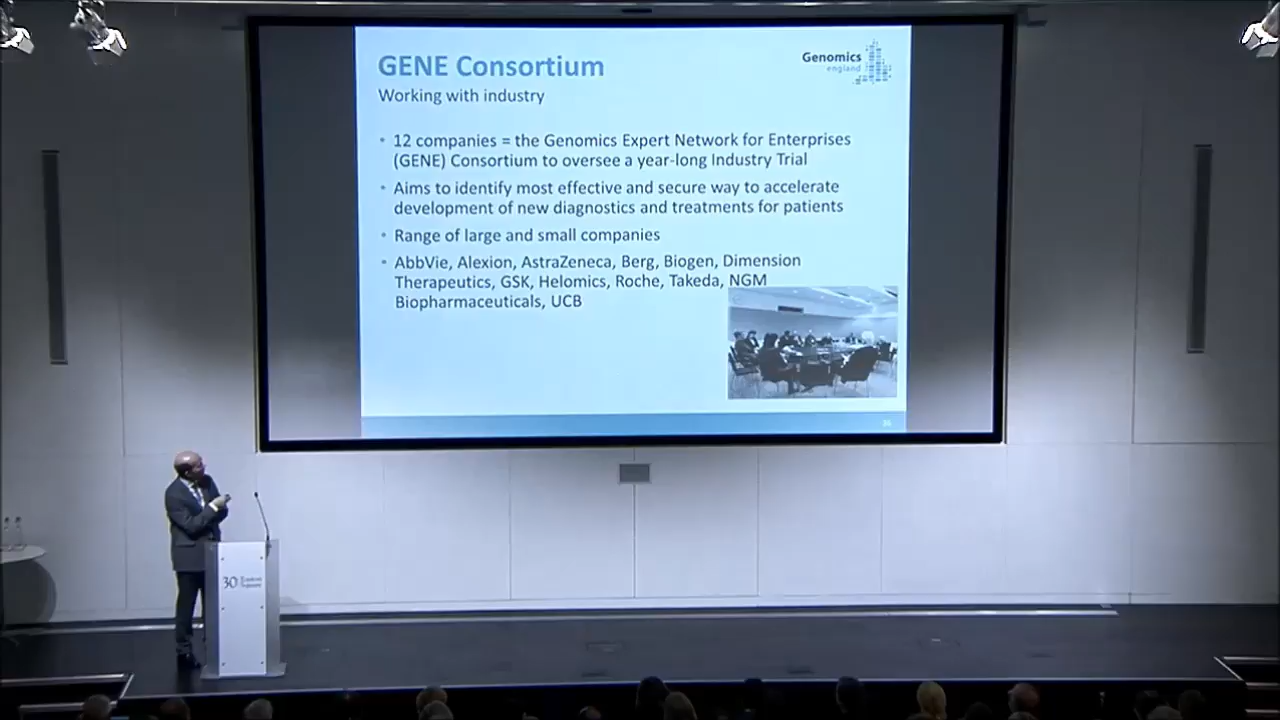 GENE Consortium
Working with industry
Genomics
england
• 12 companies = the Genomics Expert Network for Enterprises
(GENE) Consortium to oversee a year-long Industry Trial
• Aims to identify most effective and secure way to accelerate
development of new diagnostics and treatments for patients
• Range of large and small companies
• AbbVie, Alexion, AstraZeneca, Berg, Biogen, Dimension
Therapeutics, GSK, Helomics, Roche, Takeda, NGM
Biopharmaceuticals, UCB
30